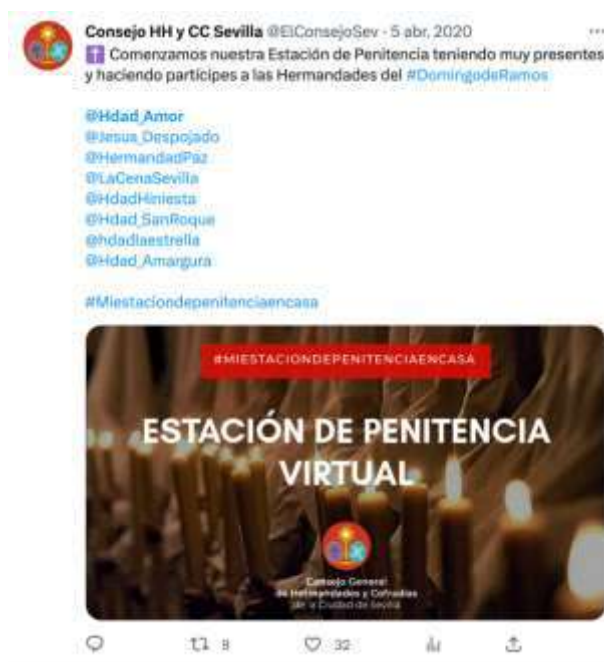 Consejo HH y CC Sevilla @ElConsejoSev · 5 abr. 2020
✝️ Comenzamos nuestra Estación de Penitencia teniendo muy presentes
y haciendo partícipes a las Hermandades del #DomingodeRamos
@Hdad_Amor
@Jesus_Despojado
@HermandadPaz
@LaCenaSevilla
@HdadHiniesta
@Hdad_SanRoque
@hdadlaestrella
@Hdad_Amargura
#Miestaciondepenitenciaencasa
#MIESTACIONDEPENITENCIAENCASA
ESTACIÓN DE PENITENCIA
VIRTUAL
Consejo General
de Hermandades y Cofradías
de la Ciudad de Sevilla
8 32